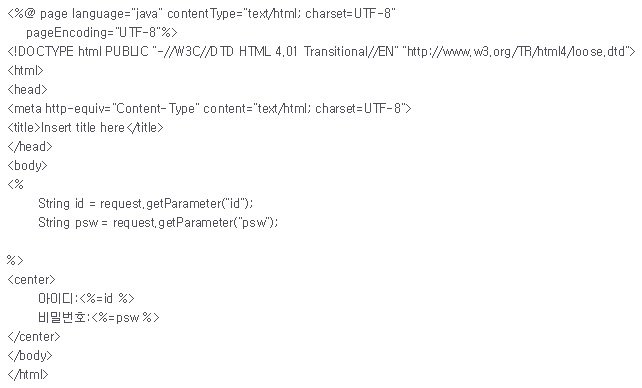 <%@ page language="java" contentType="text/html; charset=UTF-8"
pageEncoding="UTF-8"%>
<!DOCTYPE html PUBLIC "-//W3C//DTD HTML 4.01 Transitional//EN" "http://www.w3.org/TR/html4/loose.dtd">
<html>
<head>
<meta http-equiv="Content-Type" content="text/html; charset=UTF-8">
<title>Insert title here</title>
</head>
<body>
<%
String id = request.getParameter("id");
String psw = request.getParameter("psw");
%>
<center>
아이디:<%=id %>
비밀번호:<%=psw %>
</center>
</body>
</html>